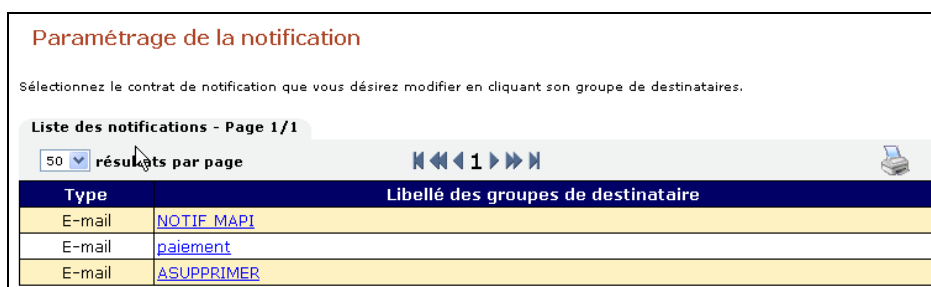 Paramétrage de la notification
Sélectionnez le contrat de notification que vous désirez modifier en cliquant son groupe de destinataires.
Liste des notifications - Page 1/1
50 résultats par page 1
Type Libellé des groupes de destinataire
E-mail NOTIF MAPI
E-mail paiement
E-mail ASUPPRIMER